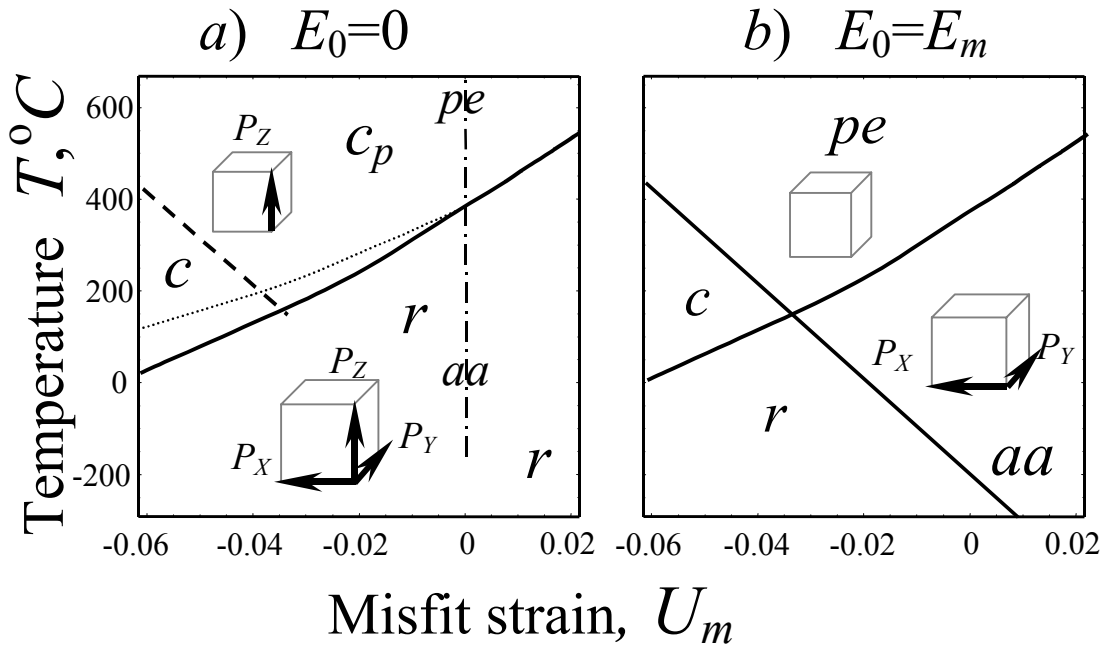 a) E₀=0
b) E₀=Eₘ
Temperature T,°C
600
400
200
0
-200
pe
cₚ
P_Z
c
r
P_Z
aa
P_Y
P_X
r
-0.06 -0.04 -0.02 0 0.02
pe
c
P_X
P_Y
r
aa
-0.06 -0.04 -0.02 0 0.02
Misfit strain, Uₘ